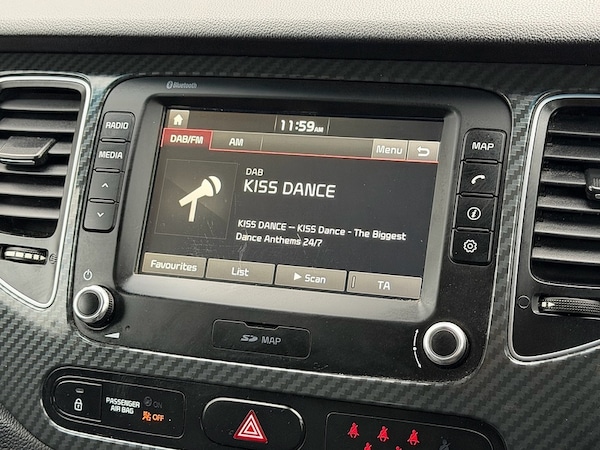 Bluetooth
11:59AM
RADIO
MEDIA
DAB/FM
AM
Menu
MAP
DAB
KISS DANCE
KISS DANCE — KISS Dance - The Biggest
Dance Anthems 24/7
Favourites
List
Scan
TA
SD MAP
PASSENGER
AIR BAG
ON
OFF